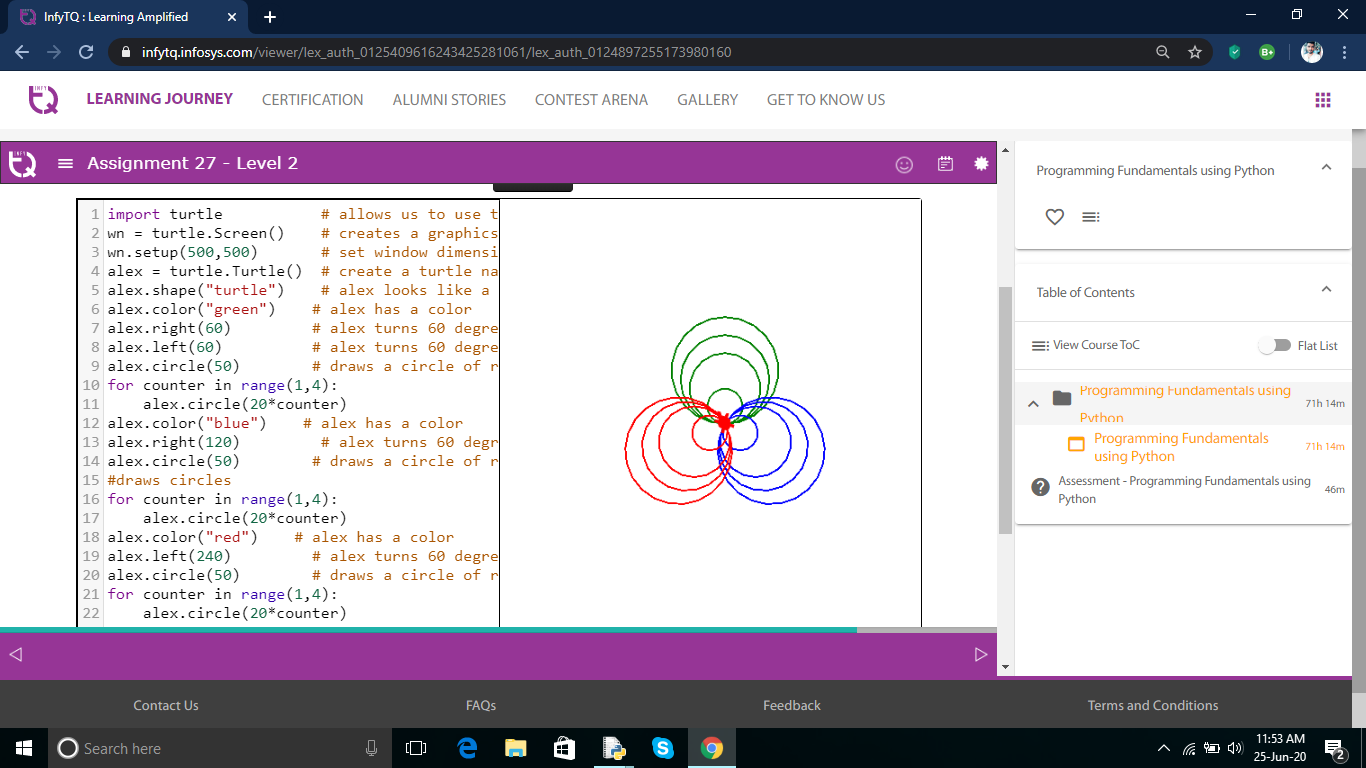 InfyTQ : Learning Amplified
infytq.infosys.com/viewer/lex_auth_0125409616243425281061/lex_auth_0124897255173980160
B+
INFY TQ
LEARNING JOURNEY
CERTIFICATION
ALUMNI STORIES
CONTEST ARENA
GALLERY
GET TO KNOW US
INFY TQ
Assignment 27 - Level 2
1 import turtle # allows us to use t
2 wn = turtle.Screen() # creates a graphics
3 wn.setup(500,500) # set window dimensi
4 alex = turtle.Turtle() # create a turtle na
5 alex.shape("turtle") # alex looks like a
6 alex.color("green") # alex has a color
7 alex.right(60) # alex turns 60 degre
8 alex.left(60) # alex turns 60 degre
9 alex.circle(50) # draws a circle of r
10 for counter in range(1,4):
11 alex.circle(20*counter)
12 alex.color("blue") # alex has a color
13 alex.right(120) # alex turns 60 degr
14 alex.circle(50) # draws a circle of r
15 #draws circles
16 for counter in range(1,4):
17 alex.circle(20*counter)
18 alex.color("red") # alex has a color
19 alex.left(240) # alex turns 60 degre
20 alex.circle(50) # draws a circle of r
21 for counter in range(1,4):
22 alex.circle(20*counter)
Programming Fundamentals using Python
Table of Contents
View Course ToC
Flat List
Programming Fundamentals using
Python
71h 14m
Programming Fundamentals
using Python
71h 14m
Assessment - Programming Fundamentals using
Python
46m
Contact Us
FAQs
Feedback
Terms and Conditions
Search here
11:53 AM
25-Jun-20
2